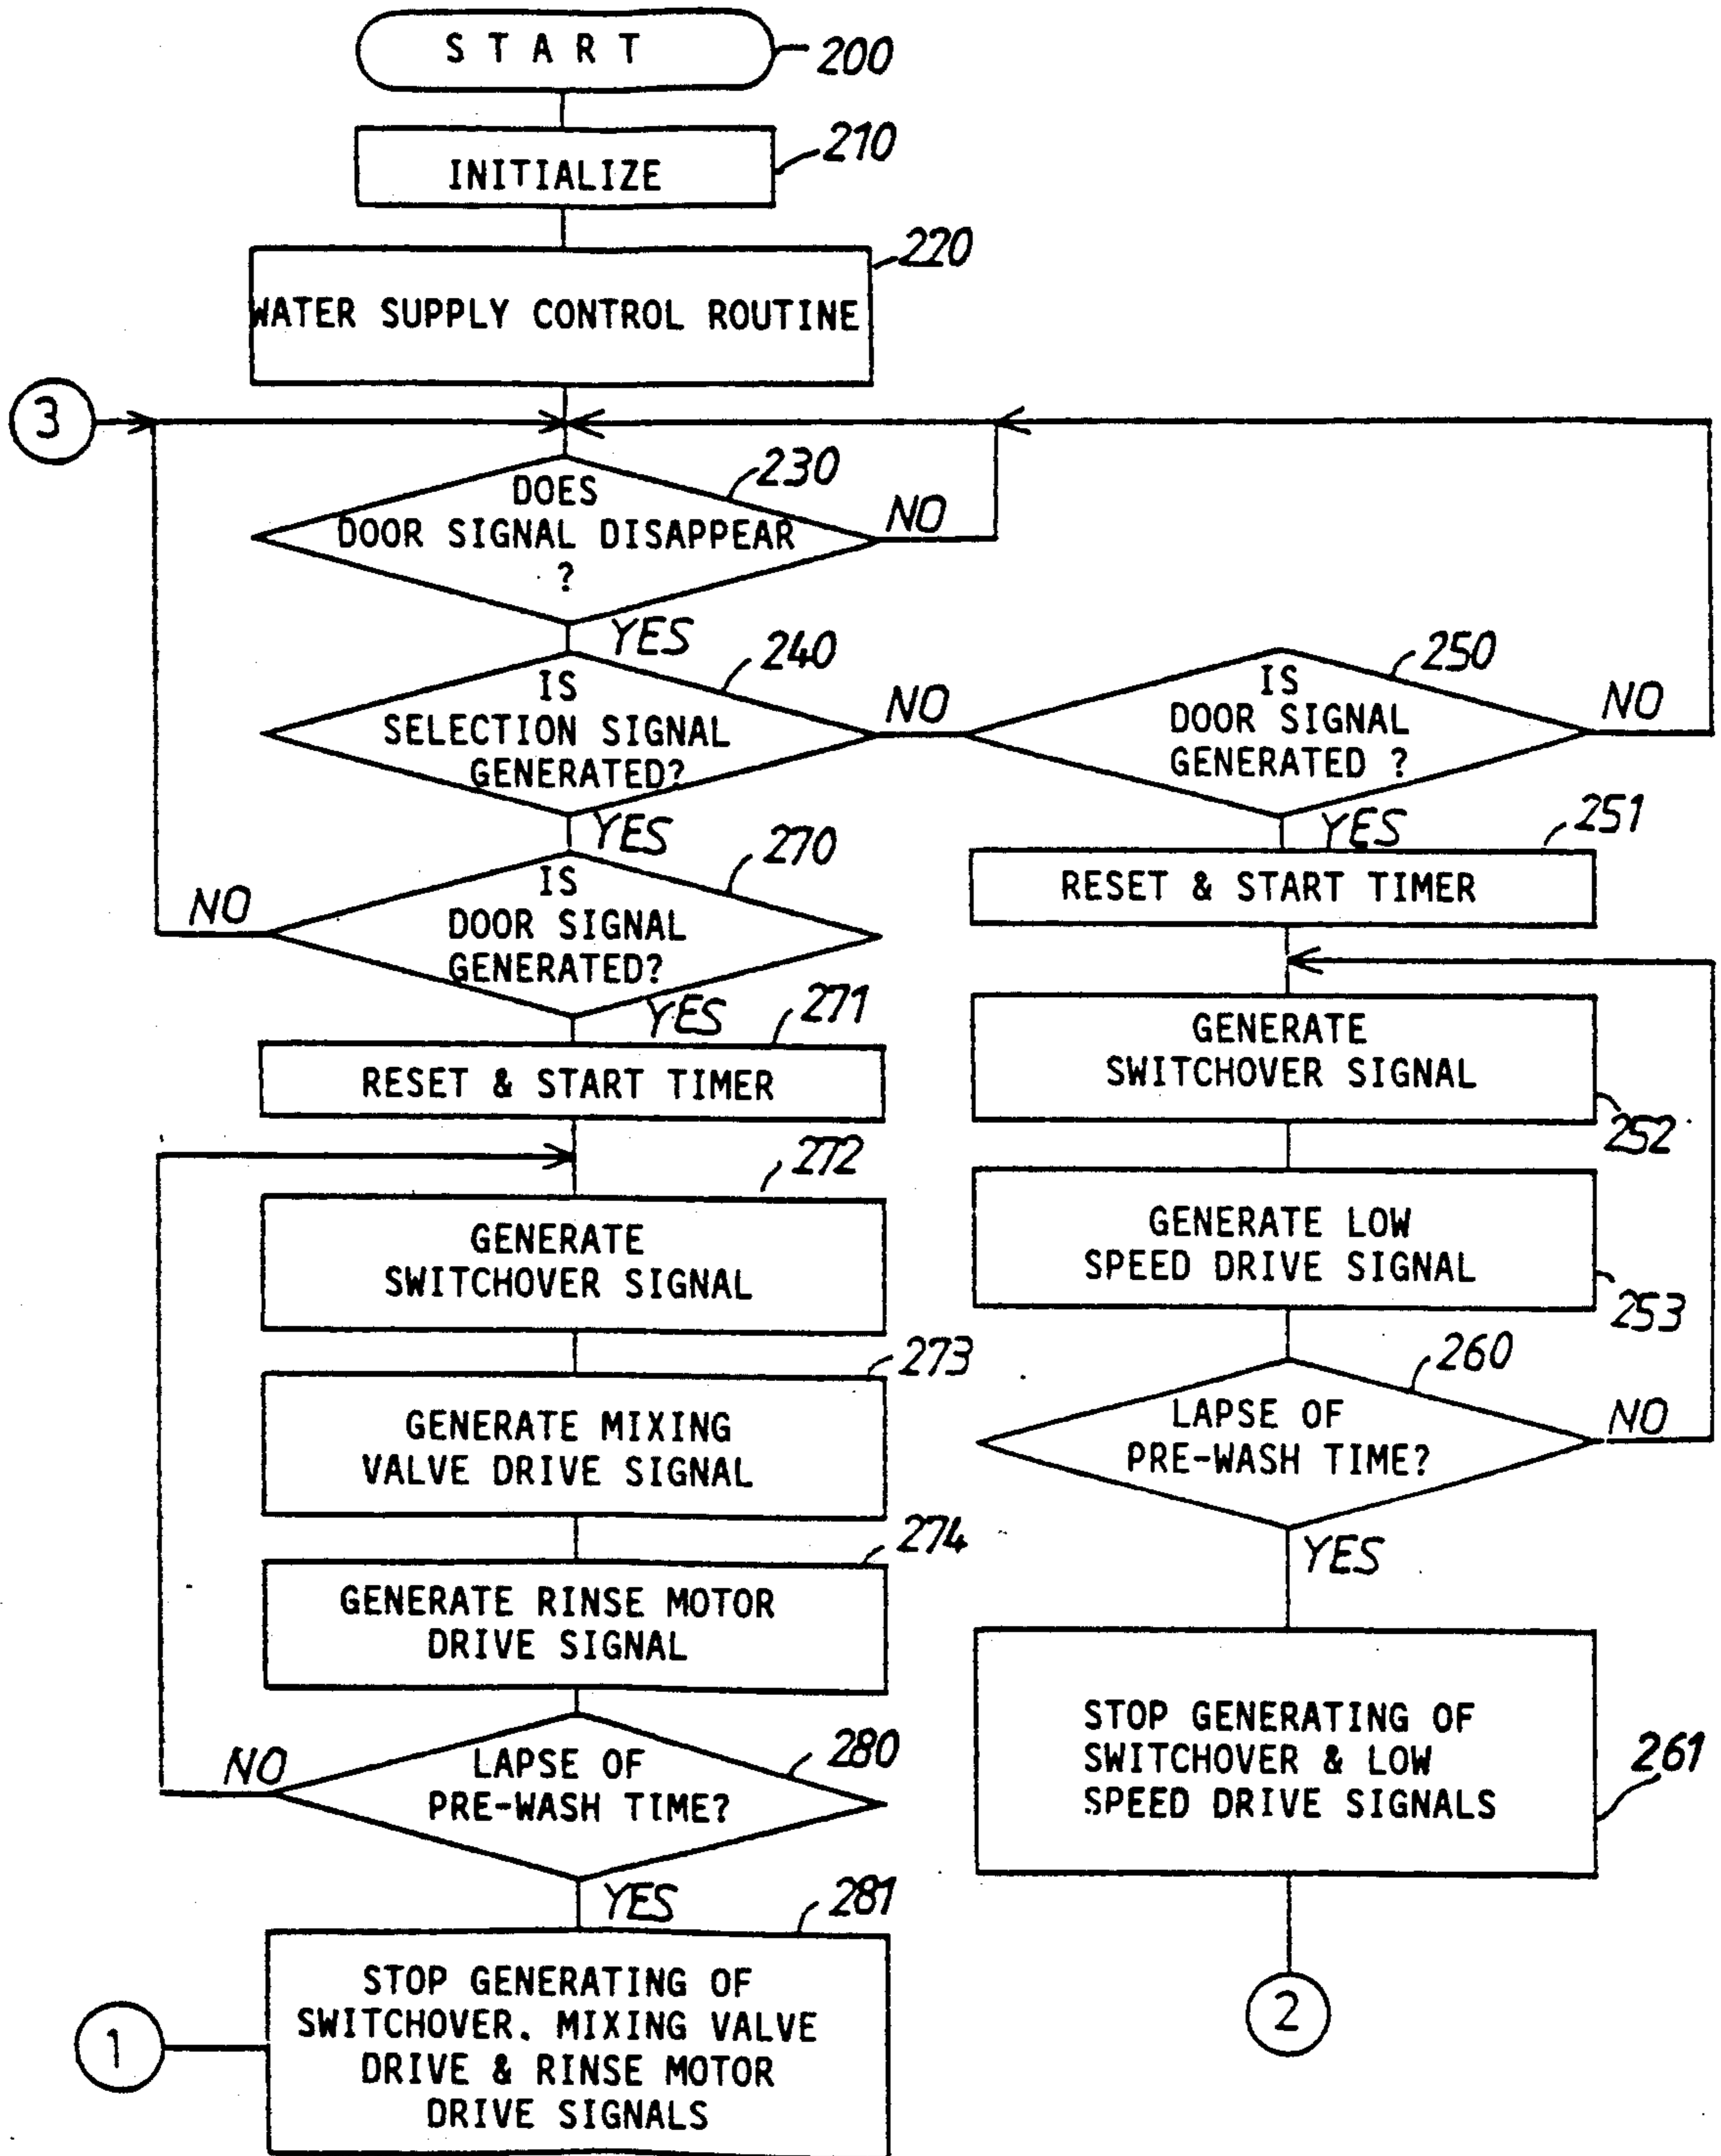 START
200
INITIALIZE
210
WATER SUPPLY CONTROL ROUTINE
220
3
DOES
DOOR SIGNAL DISAPPEAR
?
230
NO
YES
IS
SELECTION SIGNAL
GENERATED?
240
NO
IS
DOOR SIGNAL
GENERATED ?
250
NO
YES
YES
RESET & START TIMER
251
IS
DOOR SIGNAL
GENERATED?
270
NO
YES
RESET & START TIMER
271
GENERATE
SWITCHOVER SIGNAL
252
GENERATE
SWITCHOVER SIGNAL
272
GENERATE LOW
SPEED DRIVE SIGNAL
253
GENERATE MIXING
VALVE DRIVE SIGNAL
273
LAPSE OF
PRE-WASH TIME?
260
NO
YES
GENERATE RINSE MOTOR
DRIVE SIGNAL
274
LAPSE OF
PRE-WASH TIME?
280
NO
YES
STOP GENERATING OF
SWITCHOVER & LOW
SPEED DRIVE SIGNALS
261
2
STOP GENERATING OF
SWITCHOVER. MIXING VALVE
DRIVE & RINSE MOTOR
DRIVE SIGNALS
281
1